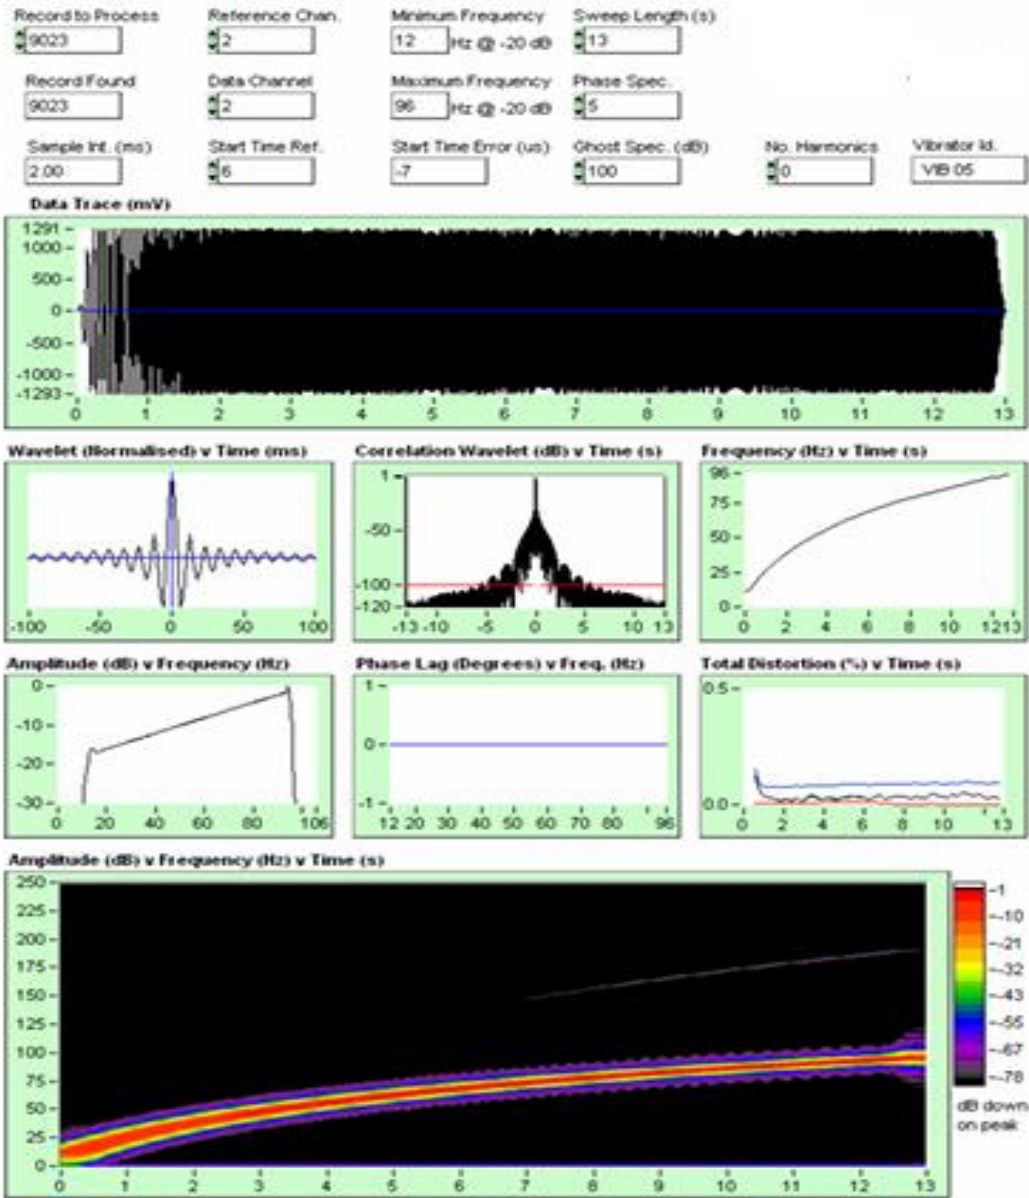 Record to Process Reference Chan. Minimum Frequency Sweep Length (s)
9023 2 12 Hz @ -20 dB 13
Record Found Data Channel Maximum Frequency Phase Spec.
9023 2 96 Hz @ -20 dB 5
Sample Int. (ms) Start Time Ref. Start Time Error (us) Ghost Spec. (dB) No. Harmonics Vibrator Id.
2.00 6 -7 100 0 VIB 05
Data Trace (mV)
1291
1000
500
0
-500
-1000
-1293
0 1 2 3 4 5 6 7 8 9 10 11 12 13
Wavelet (Normalised) v Time (ms) Correlation Wavelet (dB) v Time (s) Frequency (Hz) v Time (s)
1 96
75
-50 50
-100 25
-120 0
-100 -50 0 50 100 -13 -10 -5 0 5 10 13 0 2 4 6 8 10 12 13
Amplitude (dB) v Frequency (Hz) Phase Lag (Degrees) v Freq. (Hz) Total Distortion (%) v Time (s)
0 1 0.5
-10
0
-20
-30 -1 0.0
0 20 40 60 80 106 12 20 30 40 50 60 70 80 96 0 2 4 6 8 10 13
Amplitude (dB) v Frequency (Hz) v Time (s)
250 -1
225 -10
200 -21
175 -32
150 -43
125 -55
100 -67
75 -78
50 dB down
25 on peak
0
0 1 2 3 4 5 6 7 8 9 10 11 12 13